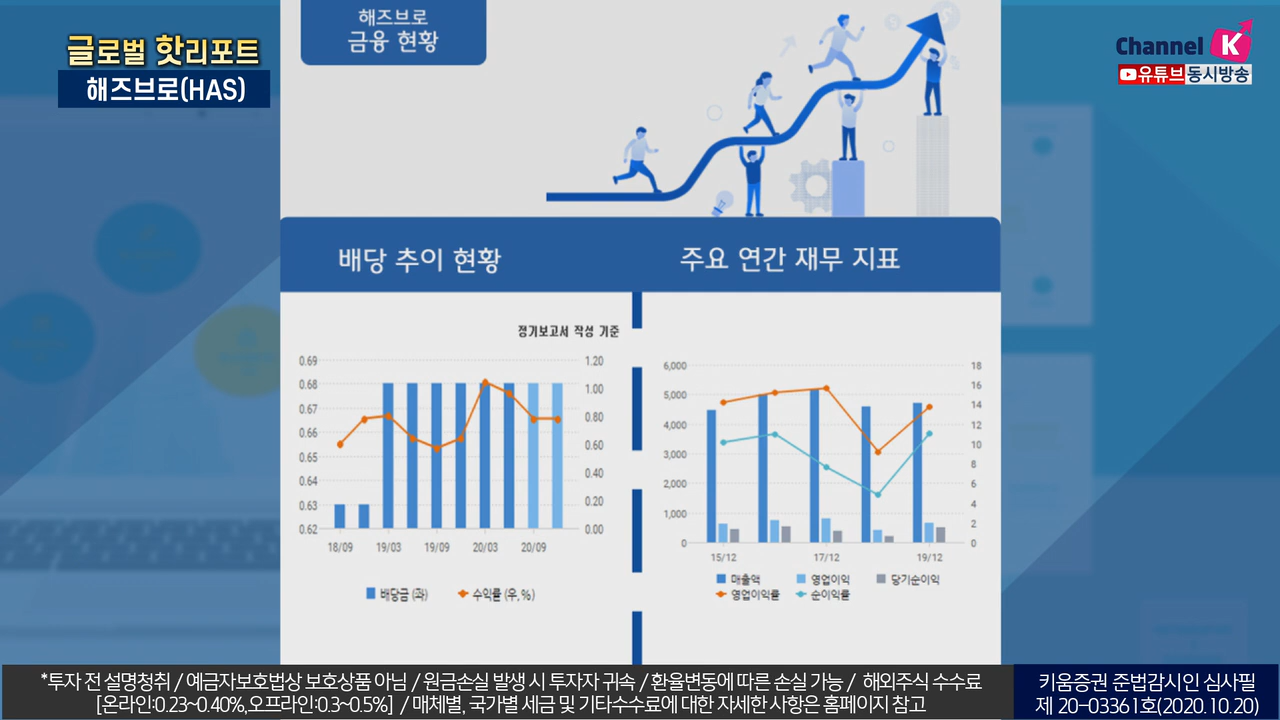 글로벌 핫리포트
해즈브로(HAS)
해즈브로
금융 현황
Channel K
유튜브동시방송
배당 추이 현황
주요 연간 재무 지표
정기보고서 작성 기준
0.69
0.68
0.67
0.66
0.65
0.64
0.63
0.62
1.20
1.00
0.80
0.60
0.40
0.20
0.00
18/09 19/03 19/09 20/03 20/09
배당금 (좌) 수익률 (우, %)
6,000
5,000
4,000
3,000
2,000
1,000
0
18
16
14
12
10
8
6
4
2
0
15/12 17/12 19/12
매출액 영업이익 당기순이익
영업이익률 순이익률
*투자 전 설명청취 / 예금자보호법상 보호상품 아님 / 원금손실 발생 시 투자자 귀속 / 환율변동에 따른 손실 가능 / 해외주식 수수료
[온라인:0.23~0.40%,오프라인:0.3~0.5%] / 매체별, 국가별 세금 및 기타수수료에 대한 자세한 사항은 홈페이지 참고
키움증권 준법감시인 심사필
제 20-03361호(2020.10.20)